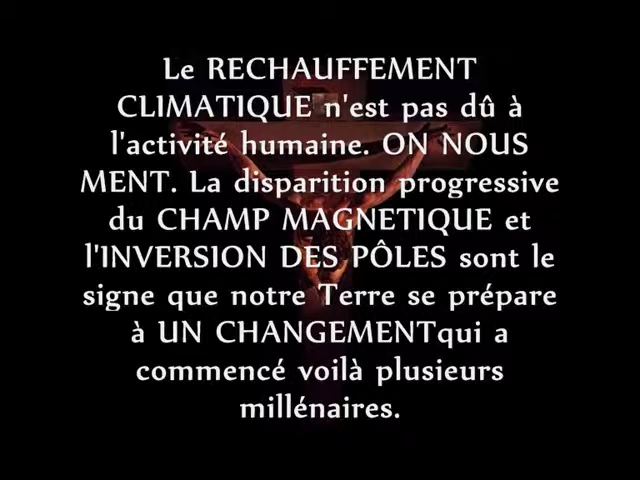 Le RECHAUFFEMENT
CLIMATIQUE n'est pas dû à
l'activité humaine. ON NOUS
MENT. La disparition progressive
du CHAMP MAGNETIQUE et
l'INVERSION DES PÔLES sont le
signe que notre Terre se prépare
à UN CHANGEMENTqui a
commencé voilà plusieurs
millénaires.